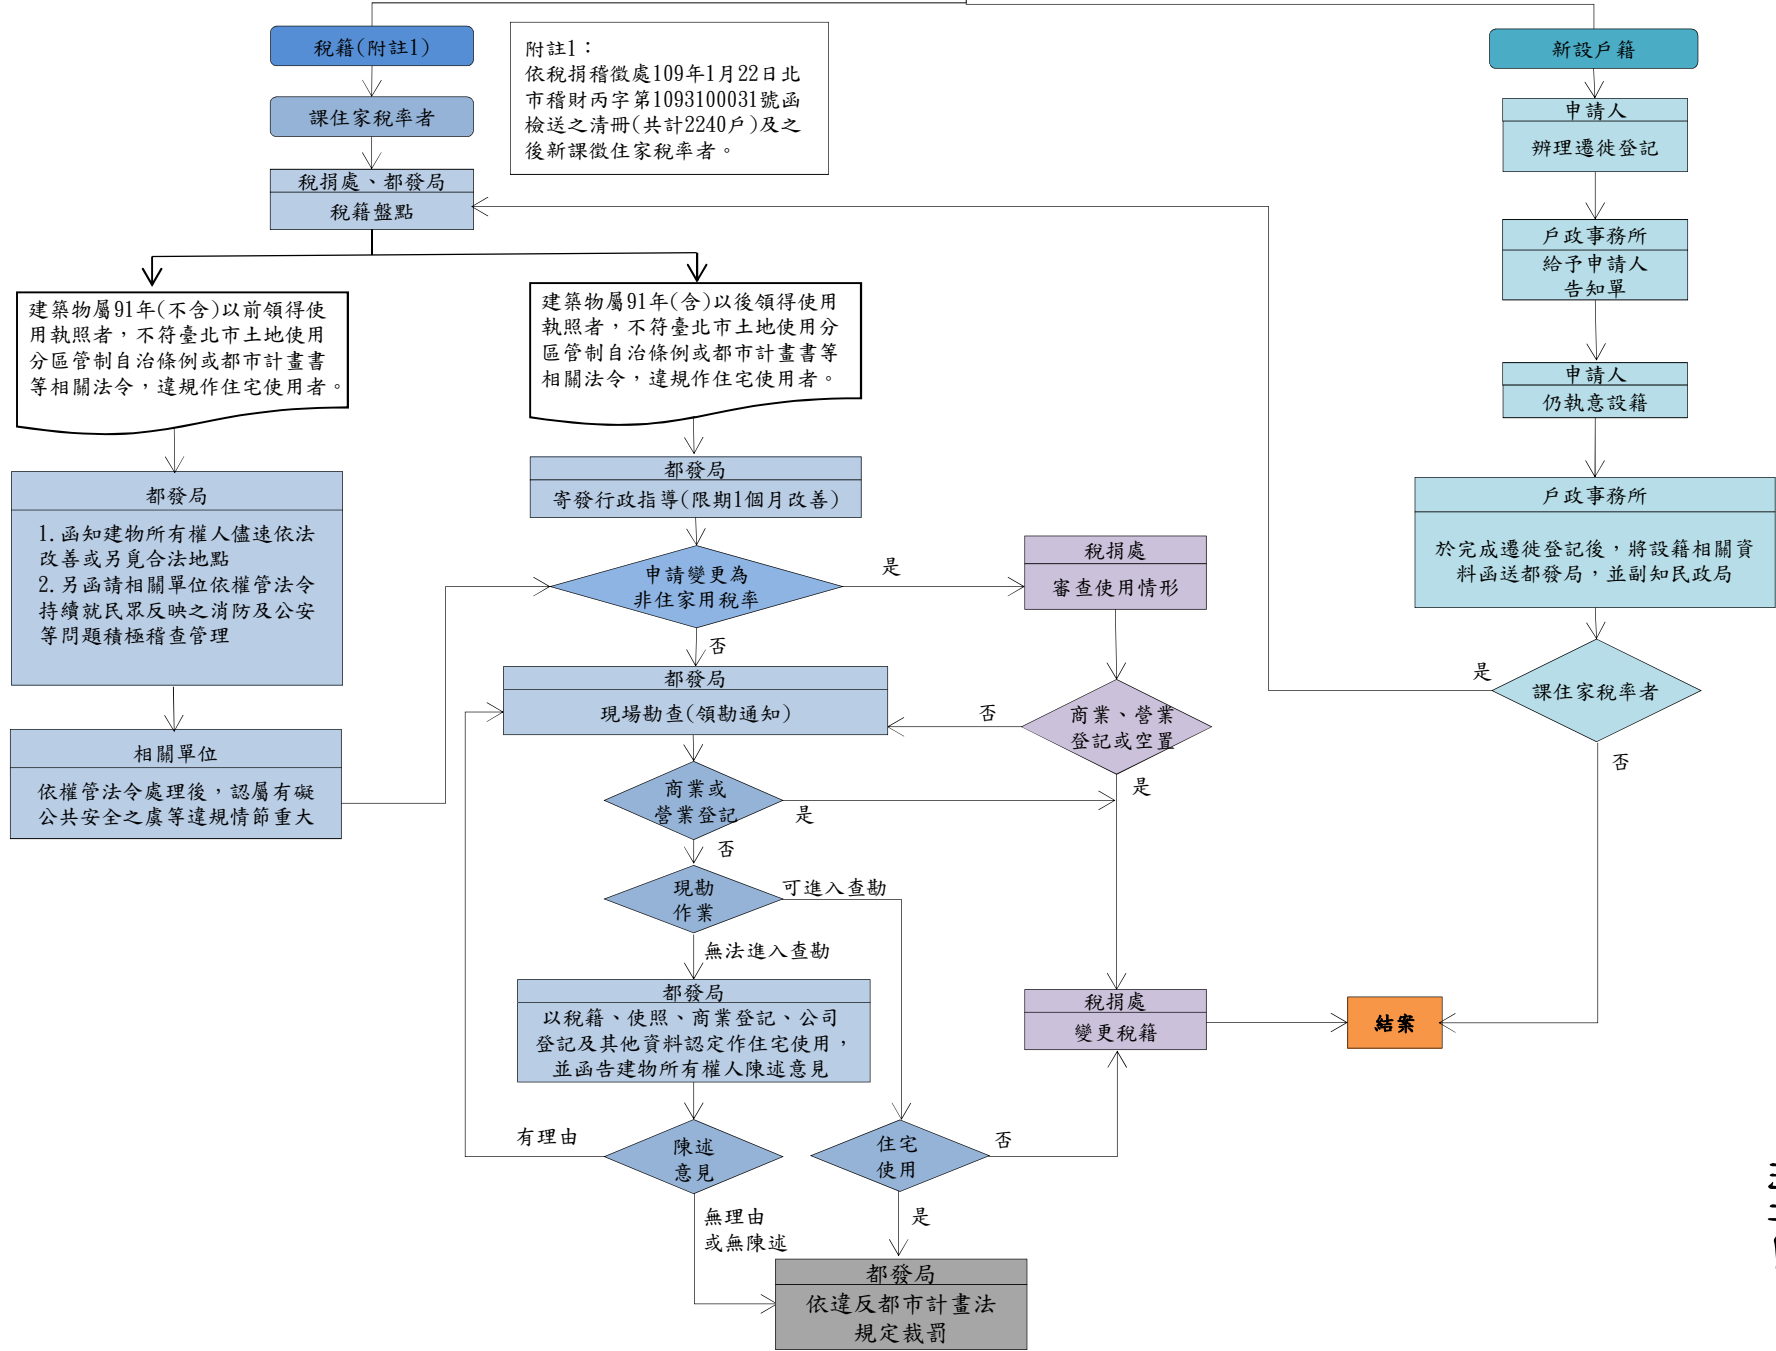 稅籍(附註1)
課住家稅率者
稅捐處、都發局
稅籍盤點
附註1：
依稅捐稽徵處109年1月22日北
市稽財丙字第1093100031號函
檢送之清冊(共計2240戶)及之
後新課徵住家稅率者。
新設戶籍
申請人
辦理遷徙登記
戶政事務所
給予申請人
告知單
申請人
仍執意設籍
戶政事務所
於完成遷徙登記後，將設籍相關資
料函送都發局，並副知民政局
課住家稅率者
是
否
建築物屬91年(不含)以前領得使
用執照者，不符臺北市土地使用
分區管制自治條例或都市計畫書
等相關法令，違規作住宅使用者。
建築物屬91年(含)以後領得使用
執照者，不符臺北市土地使用分
區管制自治條例或都市計畫書等
相關法令，違規作住宅使用者。
都發局
1.函知建物所有權人儘速依法
改善或另覓合法地點
2.另函請相關單位依權管法令
持續就民眾反映之消防及公安
等問題積極稽查管理
相關單位
依權管法令處理後，認屬有礙
公共安全之虞等違規情節重大
都發局
寄發行政指導(限期1個月改善)
申請變更為
非住家用稅率
是
否
稅捐處
審查使用情形
都發局
現場勘查(領勘通知)
商業、營業
登記或空置
否
是
商業或
營業登記
是
否
現勘
作業
可進入查勘
無法進入查勘
都發局
以稅籍、使照、商業登記、公司
登記及其他資料認定作住宅使用，
並函告建物所有權人陳述意見
稅捐處
變更稅籍
結案
陳述
意見
有理由
無理由
或無陳述
住宅
使用
否
是
都發局
依違反都市計畫法
規定裁罰